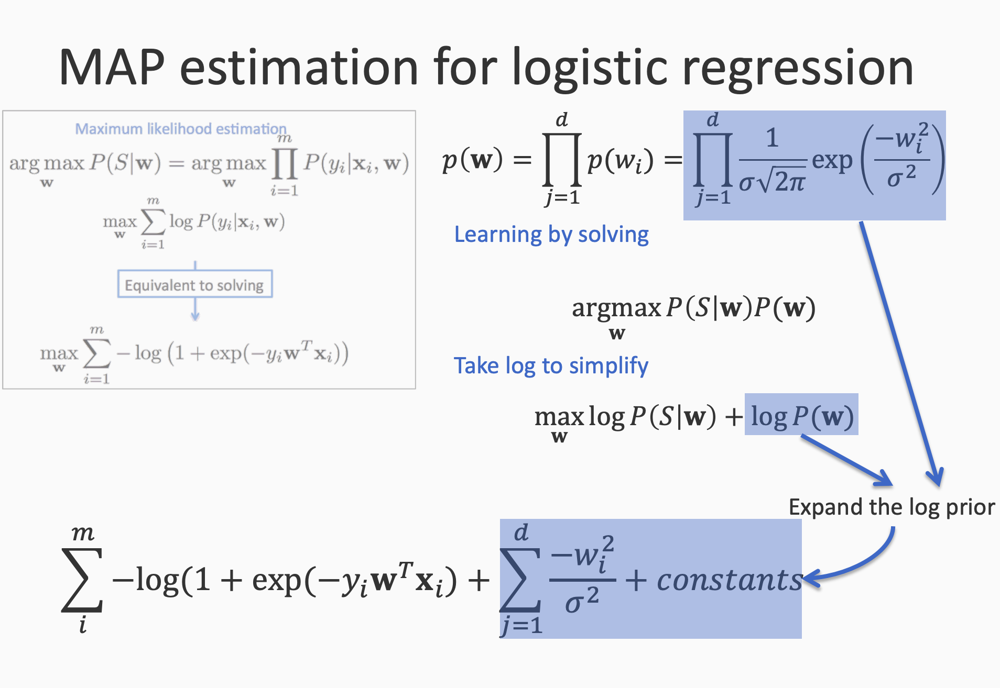 MAP estimation for logistic regression
Maximum likelihood estimation
$\arg\max_{\mathbf{w}} P(S|\mathbf{w}) = \arg\max_{\mathbf{w}} \prod_{i=1}^{m} P(y_i|\mathbf{x}_i, \mathbf{w})$
$\max_{\mathbf{w}} \sum_{i=1}^{m} \log P(y_i|\mathbf{x}_i, \mathbf{w})$
Equivalent to solving
$\max_{\mathbf{w}} \sum_{i=1}^{m} -\log\left(1 + \exp(-y_i\mathbf{w}^T\mathbf{x}_i)\right)$
$p(\mathbf{w}) = \prod_{j=1}^{d} p(w_i) = \prod_{j=1}^{d} \frac{1}{\sigma\sqrt{2\pi}} \exp\left(\frac{-w_i^2}{\sigma^2}\right)$
Learning by solving
$\operatorname{argmax}_{\mathbf{w}} P(S|\mathbf{w})P(\mathbf{w})$
Take log to simplify
$\max_{\mathbf{w}} \log P(S|\mathbf{w}) + \log P(\mathbf{w})$
Expand the log prior
$\sum_{i}^{m} -\log(1 + \exp(-y_i\mathbf{w}^T\mathbf{x}_i) + \sum_{j=1}^{d} \frac{-w_i^2}{\sigma^2} + constants$